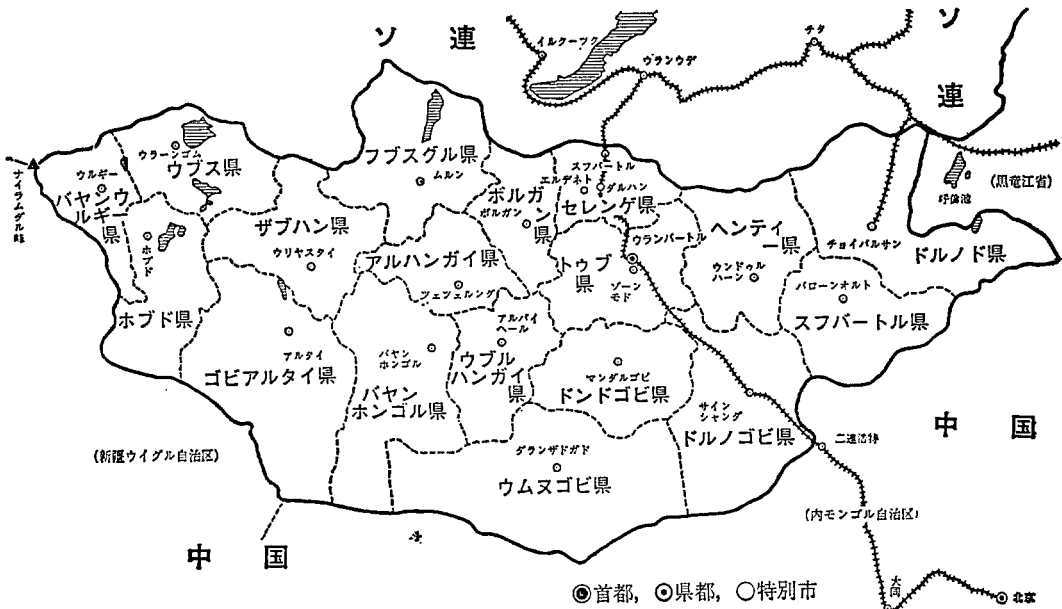 ソ連
ソ連
イルクーツク
ウランウデ
チタ
ナイラムダル峰
ウラーンゴム
ウブス県
ウルギー
バヤンウルギー県
ホブド
ホブド県
ザブハン県
ウリヤスタイ
フブスグル県
ムルン
アルハンガイ県
ツェツェルレグ
ボルガン県
ボルガン
スフバートル
エルデネト
ダルハン
セレンゲ県
ウランバートル
トゥブ県
ゾーンモド
ヘンティー県
ウンドゥルハーン
チョイバルサン
ドルノド県
呼倫池
(黒竜江省)
バローンオルト
スフバートル県
アルタイ
ゴビアルタイ県
バヤンホンゴル
バヤンホンゴル県
アルバイヘール
ウブルハンガイ県
マンダルゴビ
ドンドゴビ県
サインシャンダ
ドルノゴビ県
ダランザドガド
ウムヌゴビ県
二連浩特
(新疆ウイグル自治区)
(内モンゴル自治区)
中国
中国
大同
北京
◉首都, ⊙県都, ○特別市